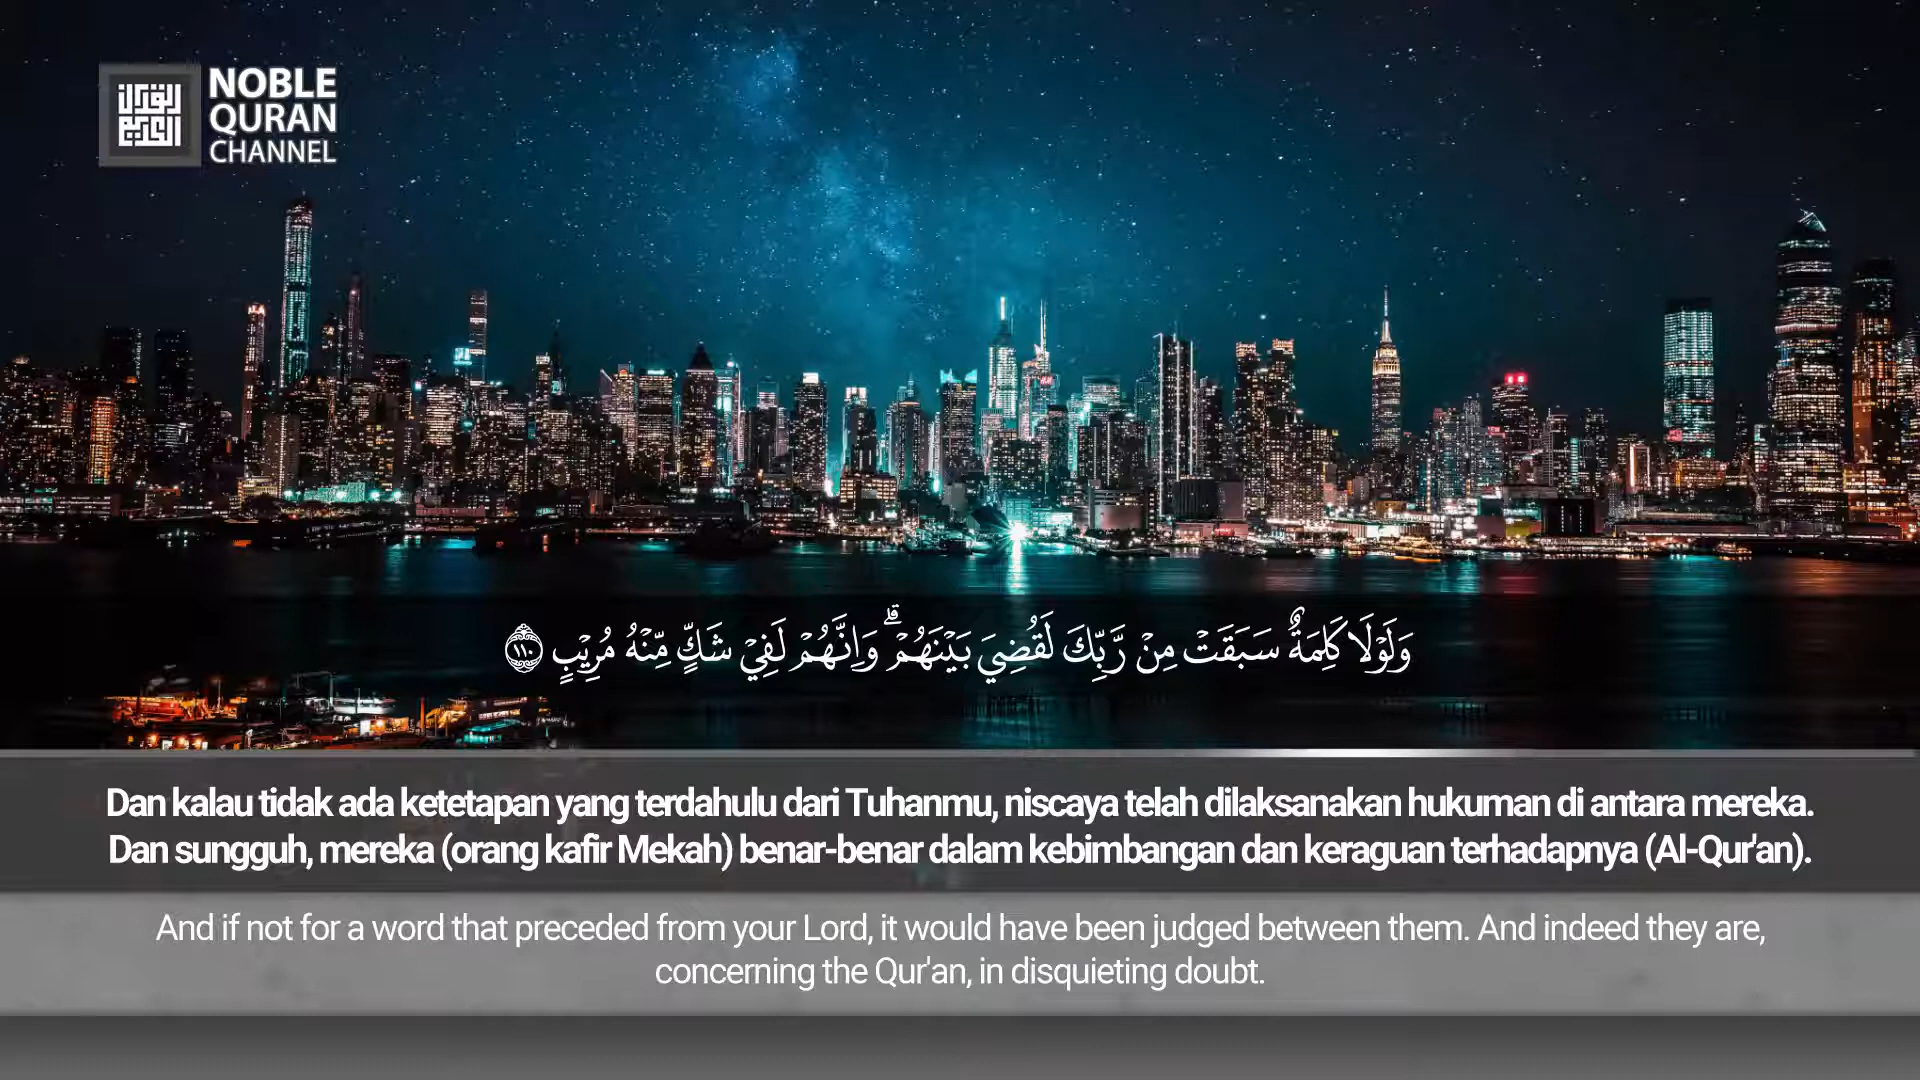 القرآن
الكريم
NOBLE
QURAN
CHANNEL
وَلَوْلَا كَلِمَةٌ سَبَقَتْ مِنْ رَّبِّكَ لَقُضِيَ بَيْنَهُمْ ۗ وَاِنَّهُمْ لَفِيْ شَكٍّ مِّنْهُ مُرِيْبٍ ١١٠
Dan kalau tidak ada ketetapan yang terdahulu dari Tuhanmu, niscaya telah dilaksanakan hukuman di antara mereka.
Dan sungguh, mereka (orang kafir Mekah) benar-benar dalam kebimbangan dan keraguan terhadapnya (Al-Qur'an).
And if not for a word that preceded from your Lord, it would have been judged between them. And indeed they are,
concerning the Qur'an, in disquieting doubt.